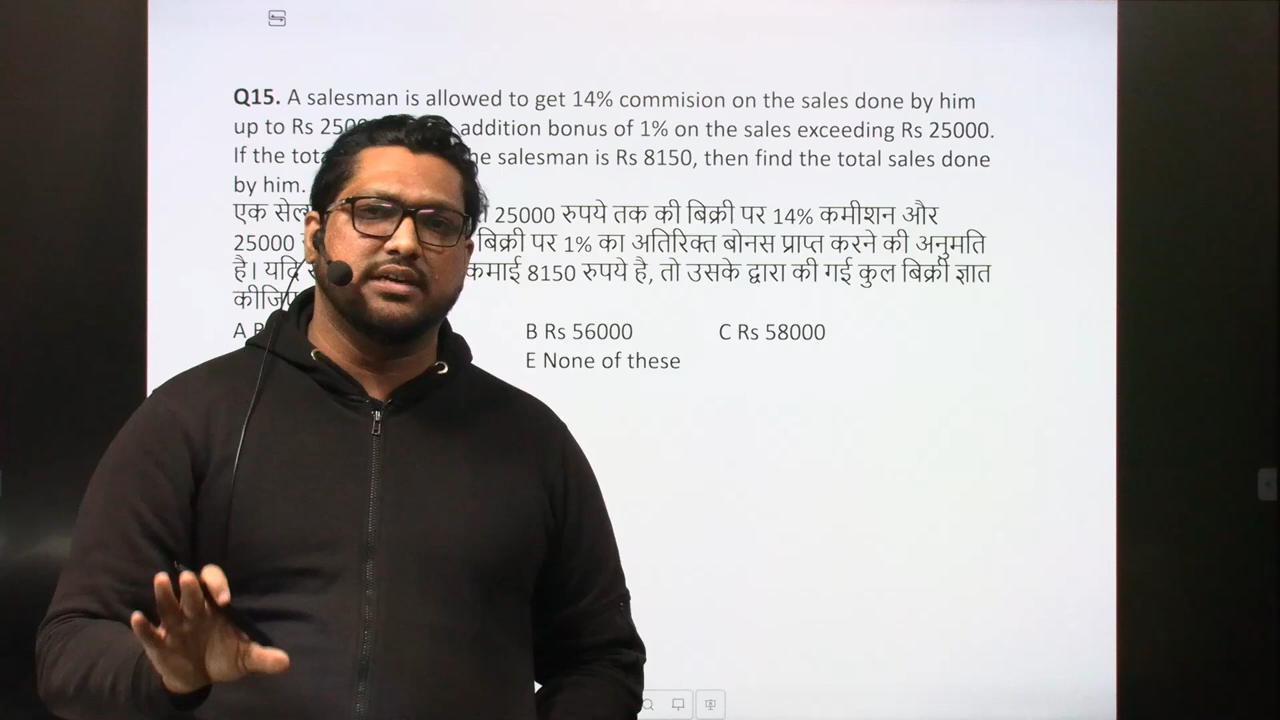 Q15. A salesman is allowed to get 14% commision on the sales done by him
up to Rs addition bonus of 1% on the sales exceeding Rs 25000.
If the salesman is Rs 8150, then find the total sales done
by him.
एक 25000 रुपये तक की बिक्री पर 14% कमीशन और
25000 बिक्री पर 1% का अतिरिक्त बोनस प्राप्त करने की अनुमति
है। यदि कमाई 8150 रुपये है, तो उसके द्वारा की गई कुल बिक्री ज्ञात
A B Rs 56000 C Rs 58000
E None of these